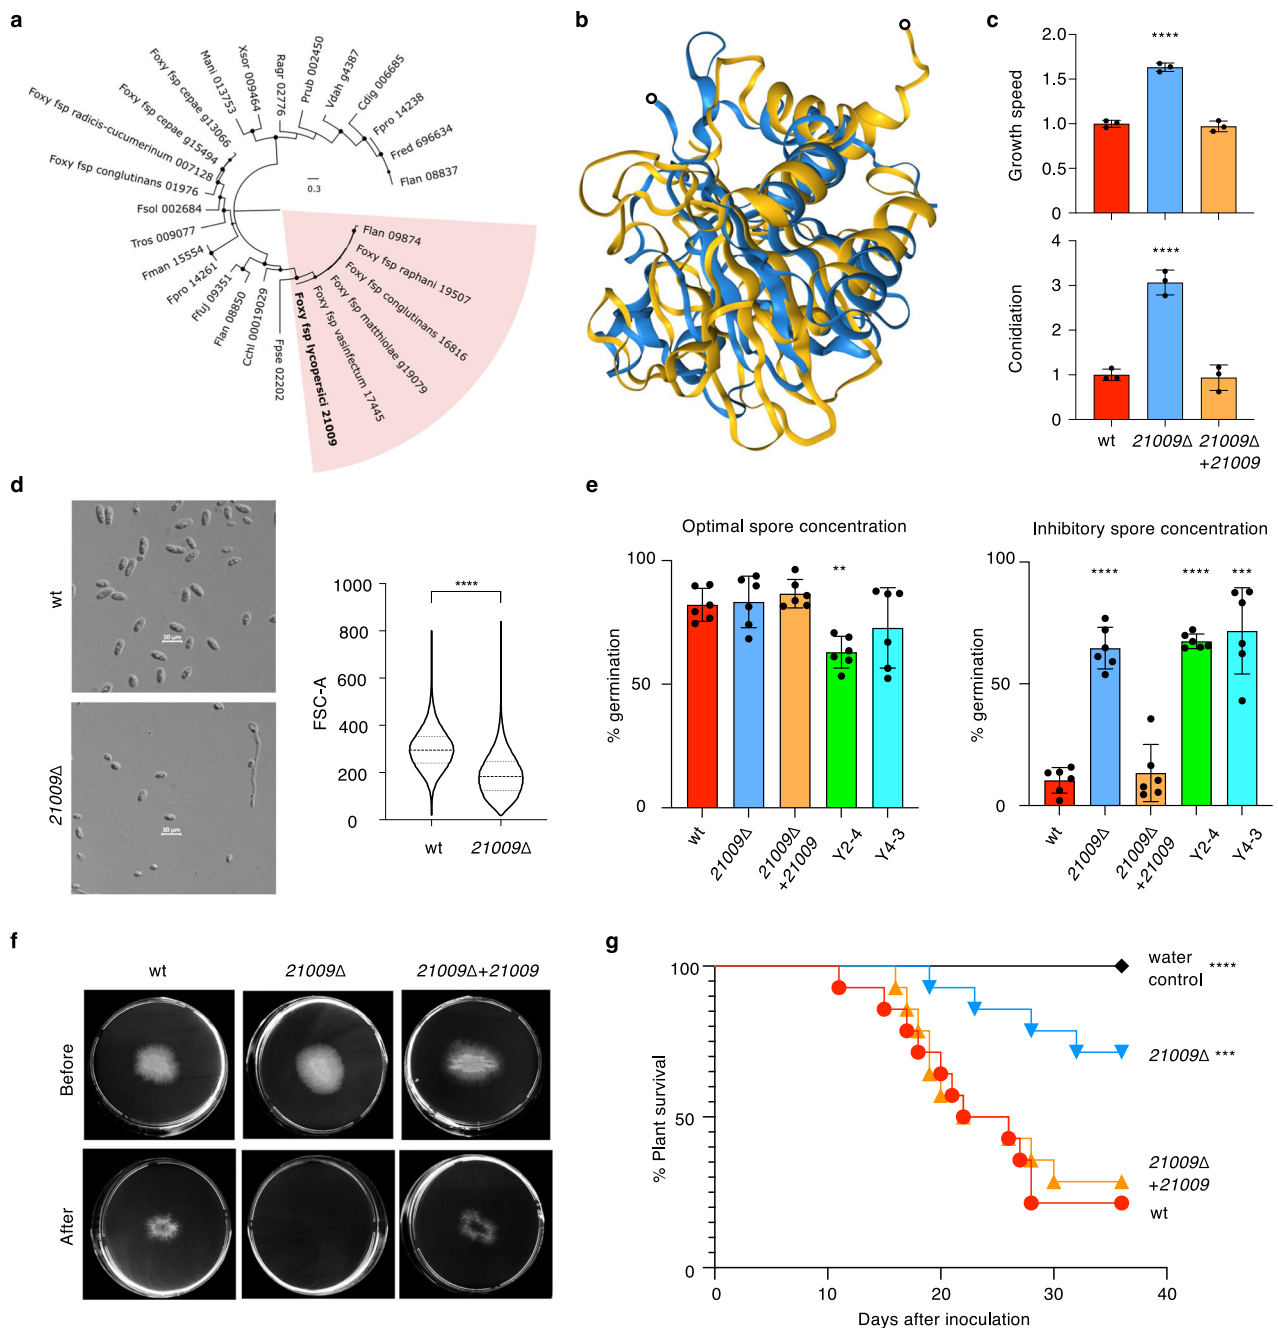 a
Foxy fsp cepae g13066
Mani 013753
Xsor 009464
Ragr 02776
Prub 002450
Vdah g4387
Cdig 006685
Fpro 14238
Fred 696634
Flan 08837
Foxy fsp cepae g15494
Foxy fsp radicis-cucumerinum 007128
Foxy fsp conglutinans 01976
Fsol 002684
Tros 009077
Fman 15554
Fpro 14261
Ffuj 09351
Flan 08850
Cchl 00019029
Fpse 02202
Foxy fsp lycopersici 21009
Foxy fsp vasinfectum 17445
Foxy fsp matthiolae g19079
Foxy fsp conglutinans 16816
Foxy fsp raphani 19507
Flan 09874
0.3
b
c
Growth speed
2.0
1.5
1.0
0.5
0
****
Conidiation
4
3
2
1
0
****
wt
21009Δ
21009Δ
+21009
d
wt
10 µm
21009Δ
10 µm
FSC-A
1000
800
600
400
200
0
****
wt
21009Δ
e
Optimal spore concentration
% germination
100
50
0
**
wt
21009Δ
21009Δ
+21009
Y2-4
Y4-3
Inhibitory spore concentration
% germination
100
50
0
****
****
***
wt
21009Δ
21009Δ
+21009
Y2-4
Y4-3
f
wt
21009Δ
21009Δ+21009
Before
After
g
% Plant survival
100
50
0
0
10
20
30
40
Days after inoculation
water
control ****
21009Δ ***
21009Δ
+21009
wt